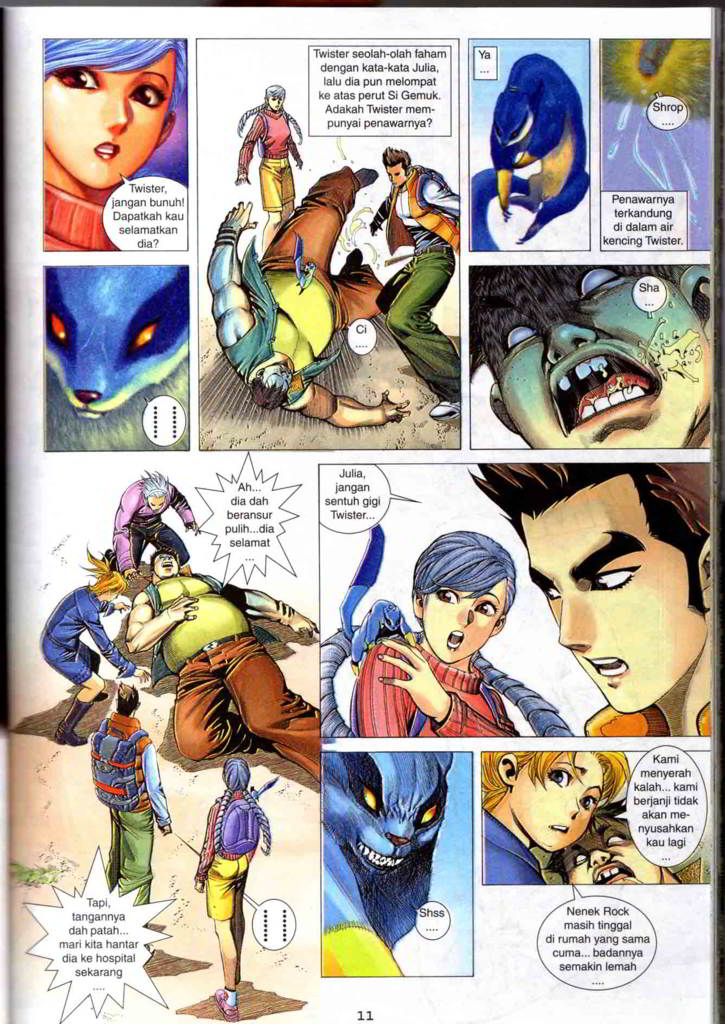 Twister,
jangan bunuh!
Dapatkah kau
selamatkan
dia?
Twister seolah-olah faham
dengan kata-kata Julia,
lalu dia pun melompat
ke atas perut Si Gemuk.
Adakah Twister mem-
punyai penawarnya?
Ya
...
Shrop
....
Penawarnya
terkandung
di dalam air
kencing Twister.
Ci
....
Sha
....
Ah...
dia dah
beransur
pulih...dia
selamat
...
Julia,
jangan
sentuh gigi
Twister...
Tapi,
tangannya
dah patah...
mari kita hantar
dia ke hospital
sekarang
....
Shss
....
Kami
menyerah
kalah... kami
berjanji tidak
akan me-
nyusahkan
kau lagi
...
Nenek Rock
masih tinggal
di rumah yang sama
cuma... badannya
semakin lemah
....
11